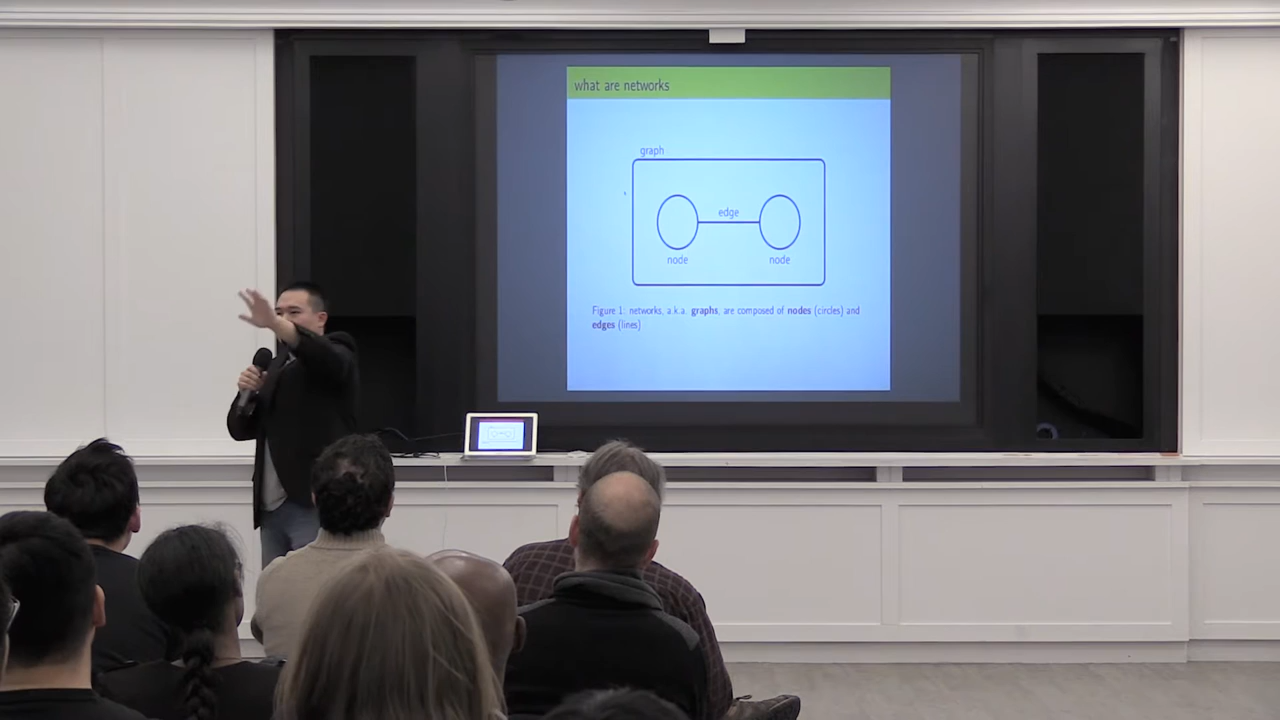 what are networks
graph
edge
node node
Figure 1: networks, a.k.a. graphs, are composed of nodes (circles) and
edges (lines)